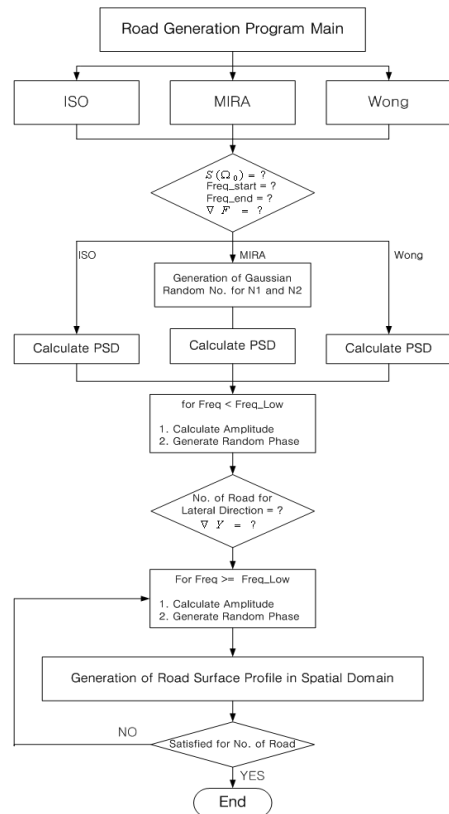 Road Generation Program Main
ISO
MIRA
Wong
S(Ω₀) = ?
Freq_start = ?
Freq_end = ?
∇ F = ?
ISO
MIRA
Wong
Generation of Gaussian
Random No. for N1 and N2
Calculate PSD
Calculate PSD
Calculate PSD
for Freq < Freq_Low
1. Calculate Amplitude
2. Generate Random Phase
No. of Road for
Lateral Direction = ?
∇ Y = ?
For Freq >= Freq_Low
1. Calculate Amplitude
2. Generate Random Phase
Generation of Road Surface Profile in Spatial Domain
NO
Satisfied for No. of Road
YES
End